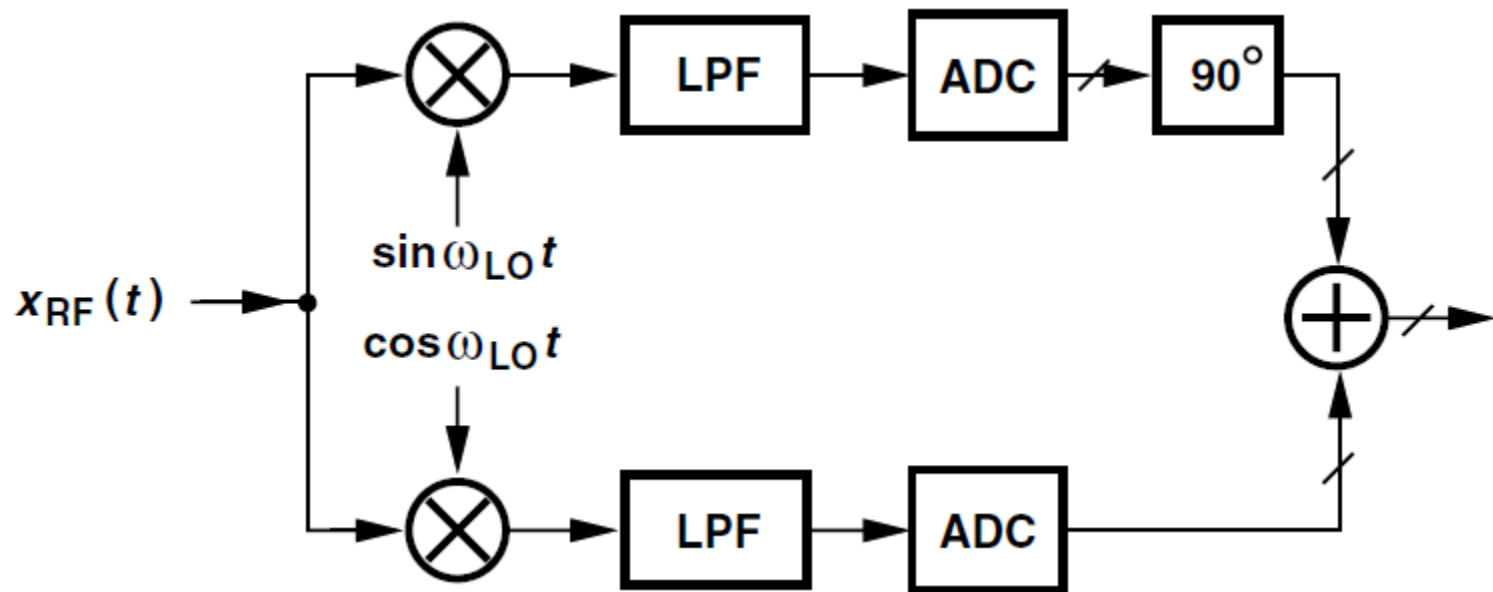 LPF
ADC
90°
sin ω_LO t
x_RF (t)
cos ω_LO t
LPF
ADC